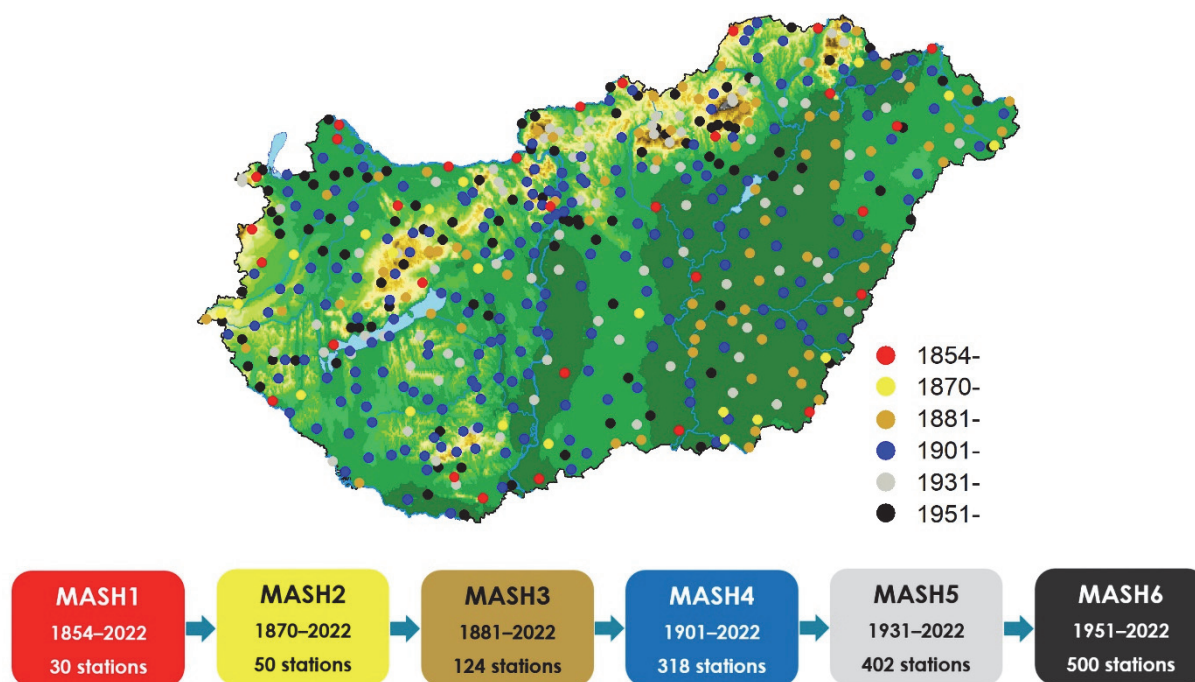 1854-
1870-
1881-
1901-
1931-
1951-
MASH1
1854–2022
30 stations
MASH2
1870–2022
50 stations
MASH3
1881–2022
124 stations
MASH4
1901–2022
318 stations
MASH5
1931–2022
402 stations
MASH6
1951–2022
500 stations